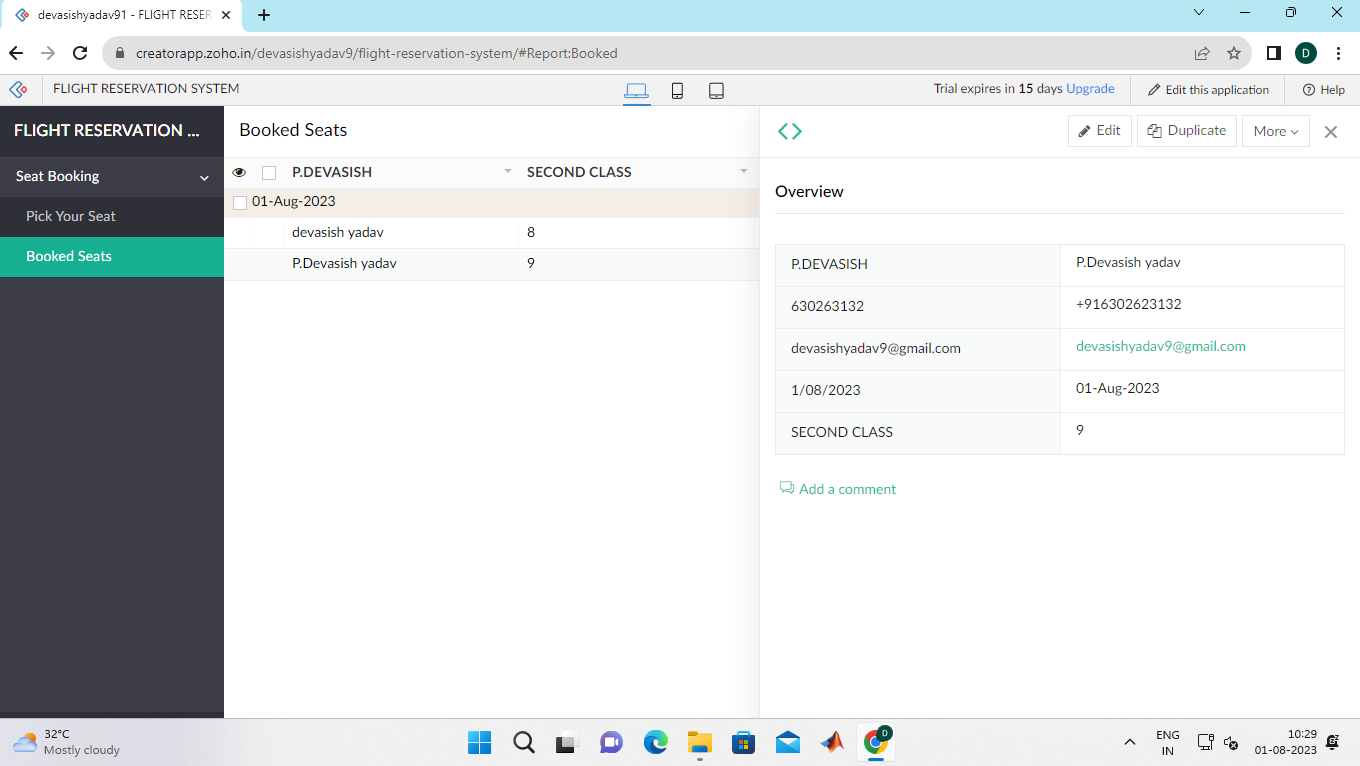 devasishyadav91 - FLIGHT RESER
creatorapp.zoho.in/devasishyadav9/flight-reservation-system/#Report:Booked
D
FLIGHT RESERVATION SYSTEM
Trial expires in 15 days Upgrade
Edit this application
Help
FLIGHT RESERVATION ...
Seat Booking
Pick Your Seat
Booked Seats
Booked Seats
P.DEVASISH SECOND CLASS
01-Aug-2023
devasish yadav 8
P.Devasish yadav 9
Edit Duplicate More
Overview
P.DEVASISH P.Devasish yadav
630263132 +916302623132
devasishyadav9@gmail.com devasishyadav9@gmail.com
1/08/2023 01-Aug-2023
SECOND CLASS 9
Add a comment
32°C
Mostly cloudy
D
ENG
IN
10:29
01-08-2023